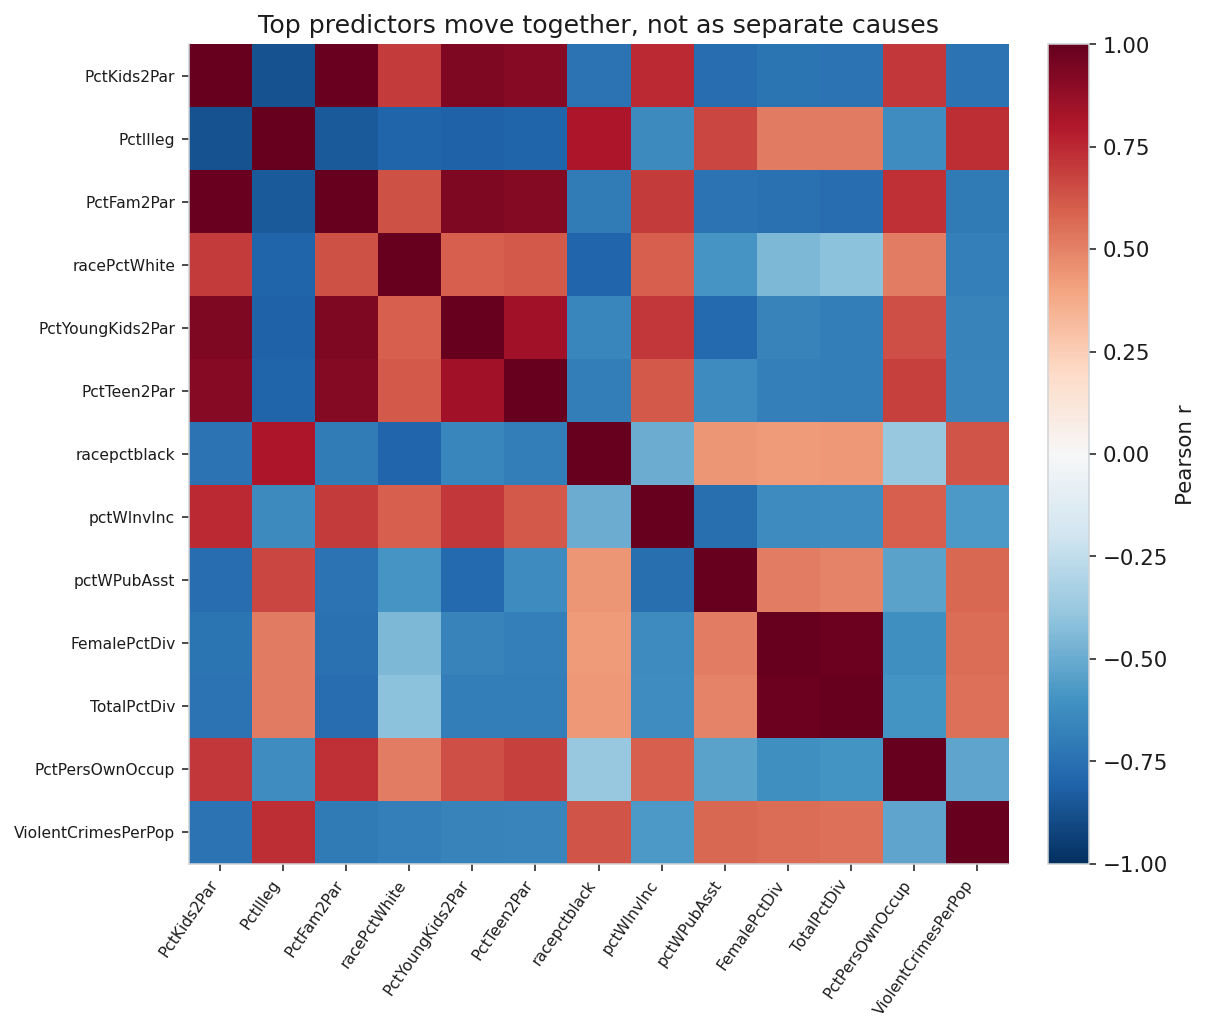 Top predictors move together, not as separate causes
PctKids2Par
PctIlleg
PctFam2Par
racePctWhite
PctYoungKids2Par
PctTeen2Par
racepctblack
pctWInvInc
pctWPubAsst
FemalePctDiv
TotalPctDiv
PctPersOwnOccup
ViolentCrimesPerPop
PctKids2Par
PctIlleg
PctFam2Par
racePctWhite
PctYoungKids2Par
PctTeen2Par
racepctblack
pctWInvInc
pctWPubAsst
FemalePctDiv
TotalPctDiv
PctPersOwnOccup
ViolentCrimesPerPop
1.00
0.75
0.50
0.25
0.00
−0.25
−0.50
−0.75
−1.00
Pearson r